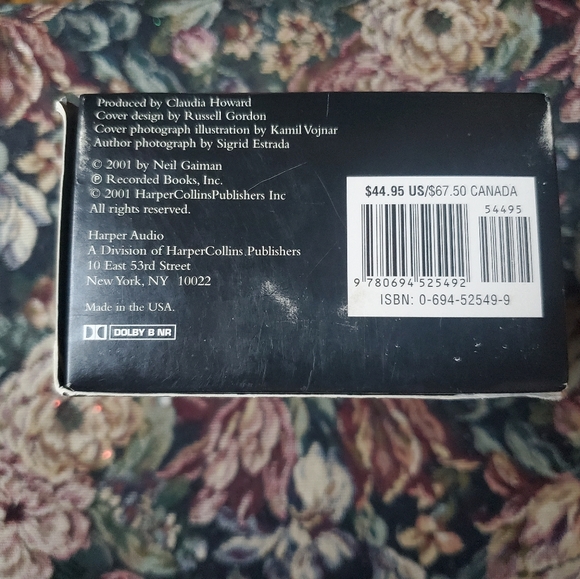 Produced by Claudia Howard
Cover design by Russell Gordon
Cover photograph illustration by Kamil Vojnar
Author photograph by Sigrid Estrada
© 2001 by Neil Gaiman
℗ Recorded Books, Inc.
© 2001 HarperCollinsPublishers Inc
All rights reserved.
Harper Audio
A Division of HarperCollins Publishers
10 East 53rd Street
New York, NY 10022
Made in the USA.
DOLBY B NR
$44.95 US/$67.50 CANADA
54495
9 780694 525492
ISBN: 0-694-52549-9